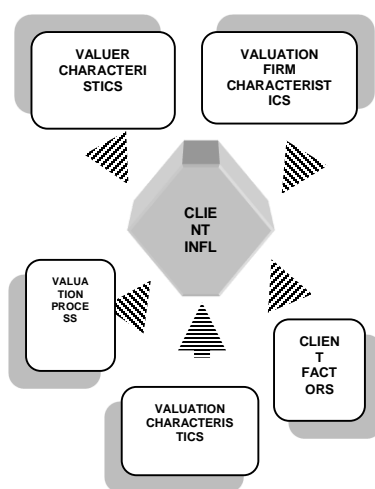 VALUER
CHARACTERI
STICS
VALUATION
FIRM
CHARACTERIST
ICS
CLIE
NT
INFL
VALUA
TION
PROCE
SS
CLIEN
T
FACT
ORS
VALUATION
CHARACTERIS
TICS